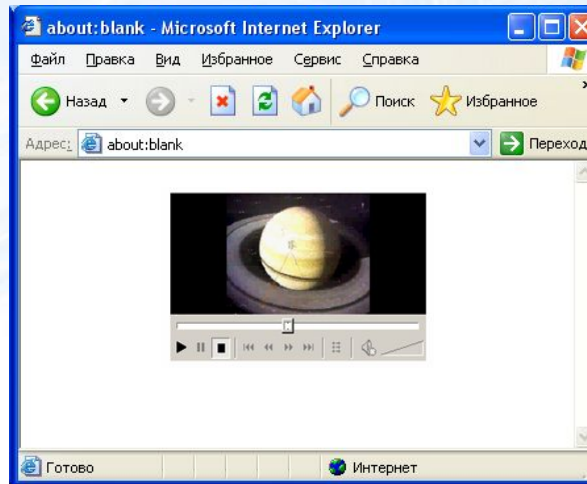 about:blank - Microsoft Internet Explorer
Файл Правка Вид Избранное Сервис Справка
Назад Поиск Избранное »
Адрес: about:blank Переход
Готово Интернет